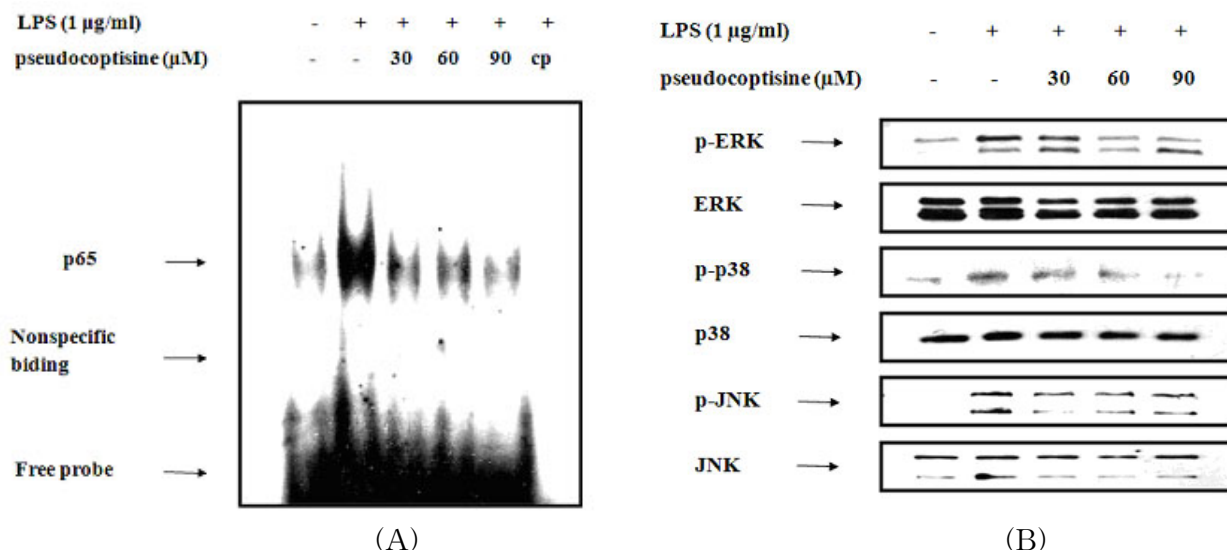 LPS (1 µg/ml) - + + + + +
pseudocoptisine (µM) - - 30 60 90 cp
p65
Nonspecific
biding
Free probe
(A)
LPS (1 µg/ml) - + + + +
pseudocoptisine (µM) - - 30 60 90
p-ERK
ERK
p-p38
p38
p-JNK
JNK
(B)